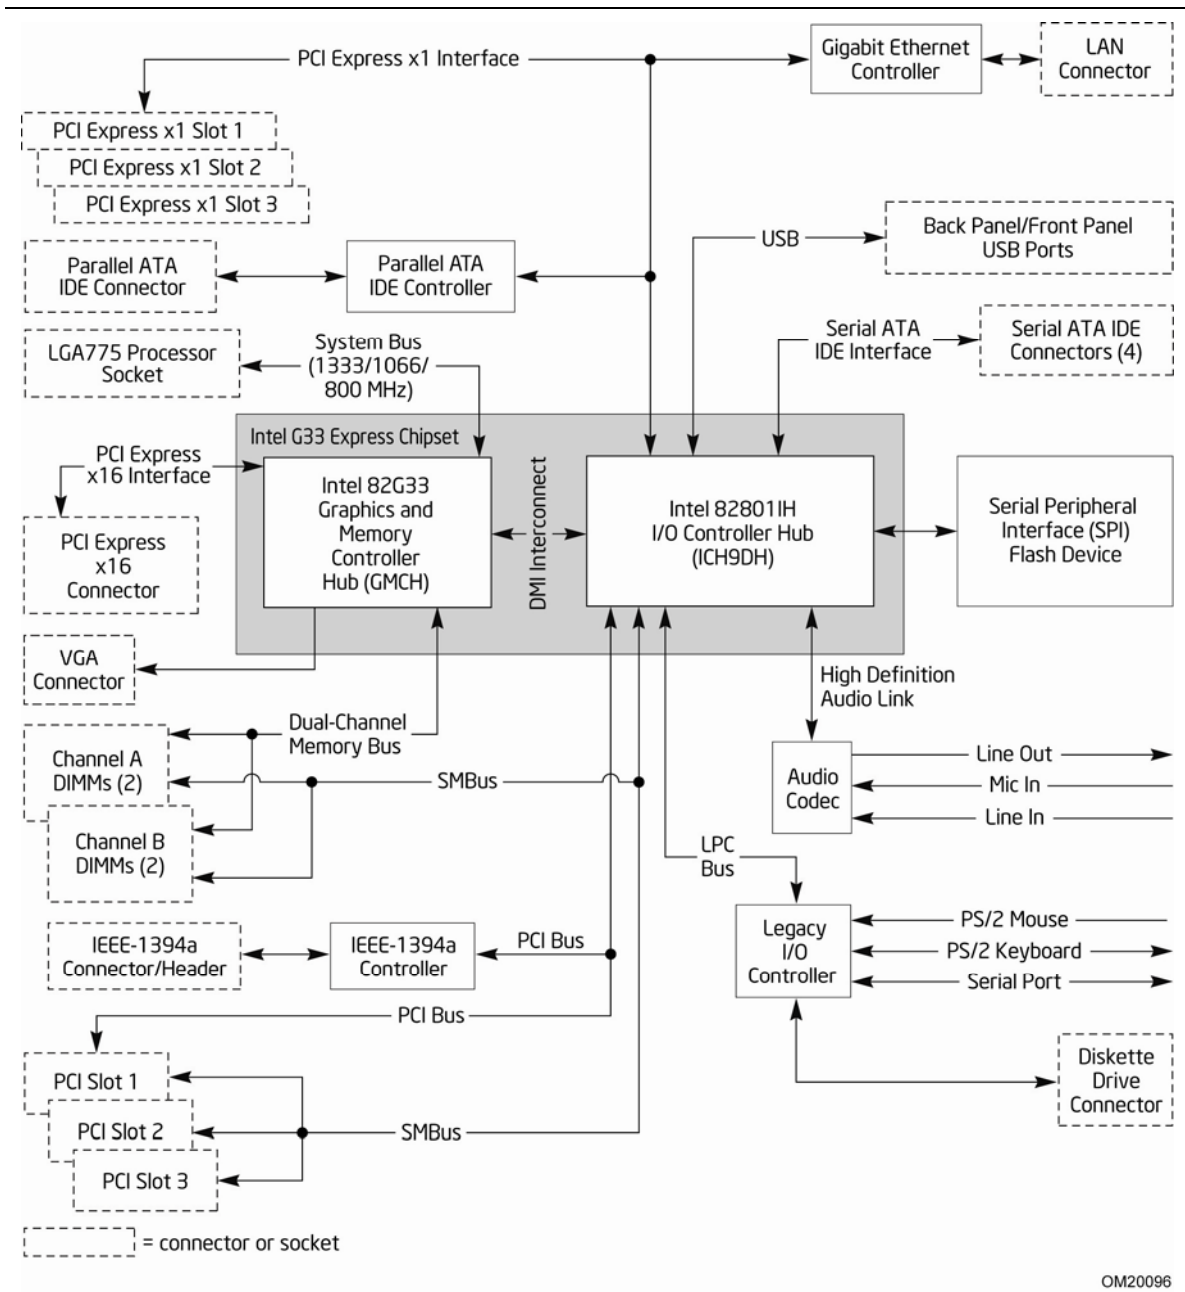 PCI Express x1 Interface
Gigabit Ethernet
Controller
LAN
Connector
PCI Express x1 Slot 1
PCI Express x1 Slot 2
PCI Express x1 Slot 3
USB
Back Panel/Front Panel
USB Ports
Parallel ATA
IDE Connector
Parallel ATA
IDE Controller
LGA775 Processor
Socket
System Bus
(1333/1066/
800 MHz)
Serial ATA
IDE Interface
Serial ATA IDE
Connectors (4)
Intel G33 Express Chipset
PCI Express
x16 Interface
Intel 82G33
Graphics and
Memory
Controller
Hub (GMCH)
DMI Interconnect
Intel 82801IH
I/O Controller Hub
(ICH9DH)
Serial Peripheral
Interface (SPI)
Flash Device
PCI Express
x16
Connector
VGA
Connector
High Definition
Audio Link
Dual-Channel
Memory Bus
Channel A
DIMMs (2)
SMBus
Channel B
DIMMs (2)
Audio
Codec
Line Out
Mic In
Line In
LPC
Bus
IEEE-1394a
Connector/Header
IEEE-1394a
Controller
PCI Bus
Legacy
I/O
Controller
PS/2 Mouse
PS/2 Keyboard
Serial Port
PCI Bus
PCI Slot 1
PCI Slot 2
PCI Slot 3
SMBus
Diskette
Drive
Connector
= connector or socket
OM20096